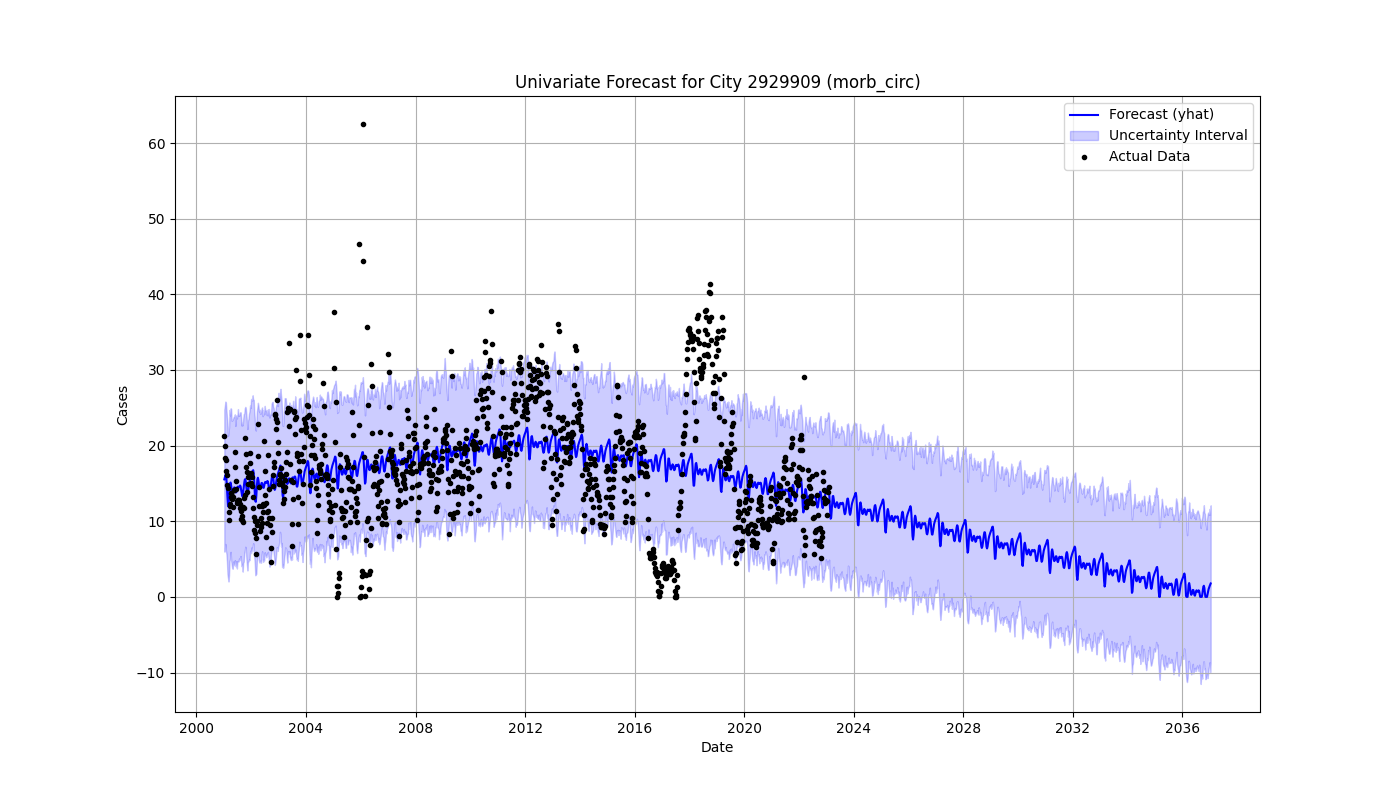 Univariate Forecast for City 2929909 (morb_circ)
Forecast (yhat)
Uncertainty Interval
Actual Data
60
50
40
30
20
10
0
−10
Cases
2000 2004 2008 2012 2016 2020 2024 2028 2032 2036
Date